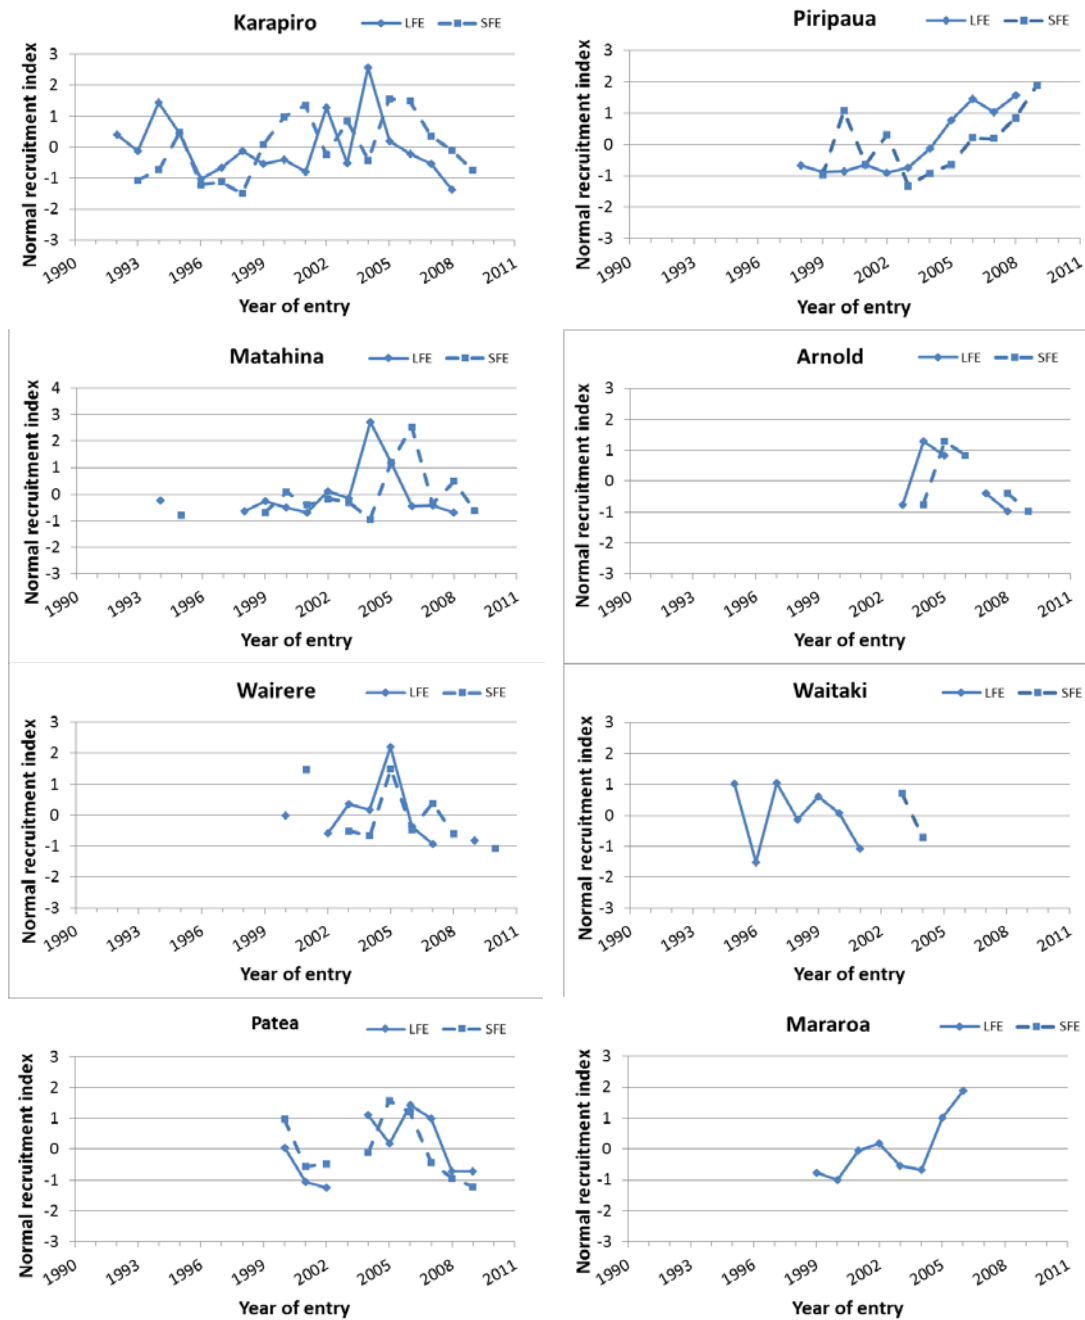 Karapiro LFE SFE
Normal recruitment index
3
2
1
0
-1
-2
-3
1990 1993 1996 1999 2002 2005 2008 2011
Year of entry
Piripaua LFE SFE
Normal recruitment index
3
2
1
0
-1
-2
-3
1990 1993 1996 1999 2002 2005 2008 2011
Year of entry
Matahina LFE SFE
Normal recruitment index
4
3
2
1
0
-1
-2
-3
1990 1993 1996 1999 2002 2005 2008 2011
Year of entry
Arnold LFE SFE
Normal recruitment index
3
2
1
0
-1
-2
-3
1990 1993 1996 1999 2002 2005 2008 2011
Year of entry
Wairere LFE SFE
Normal recruitment index
3
2
1
0
-1
-2
-3
1990 1993 1996 1999 2002 2005 2008 2011
Year of entry
Waitaki LFE SFE
Normal recruitment index
3
2
1
0
-1
-2
-3
1990 1993 1996 1999 2002 2005 2008 2011
Year of entry
Patea LFE SFE
Normal recruitment index
3
2
1
0
-1
-2
-3
1990 1993 1996 1999 2002 2005 2008 2011
Year of entry
Mararoa LFE SFE
Normal recruitment index
3
2
1
0
-1
-2
-3
1990 1993 1996 1999 2002 2005 2008 2011
Year of entry